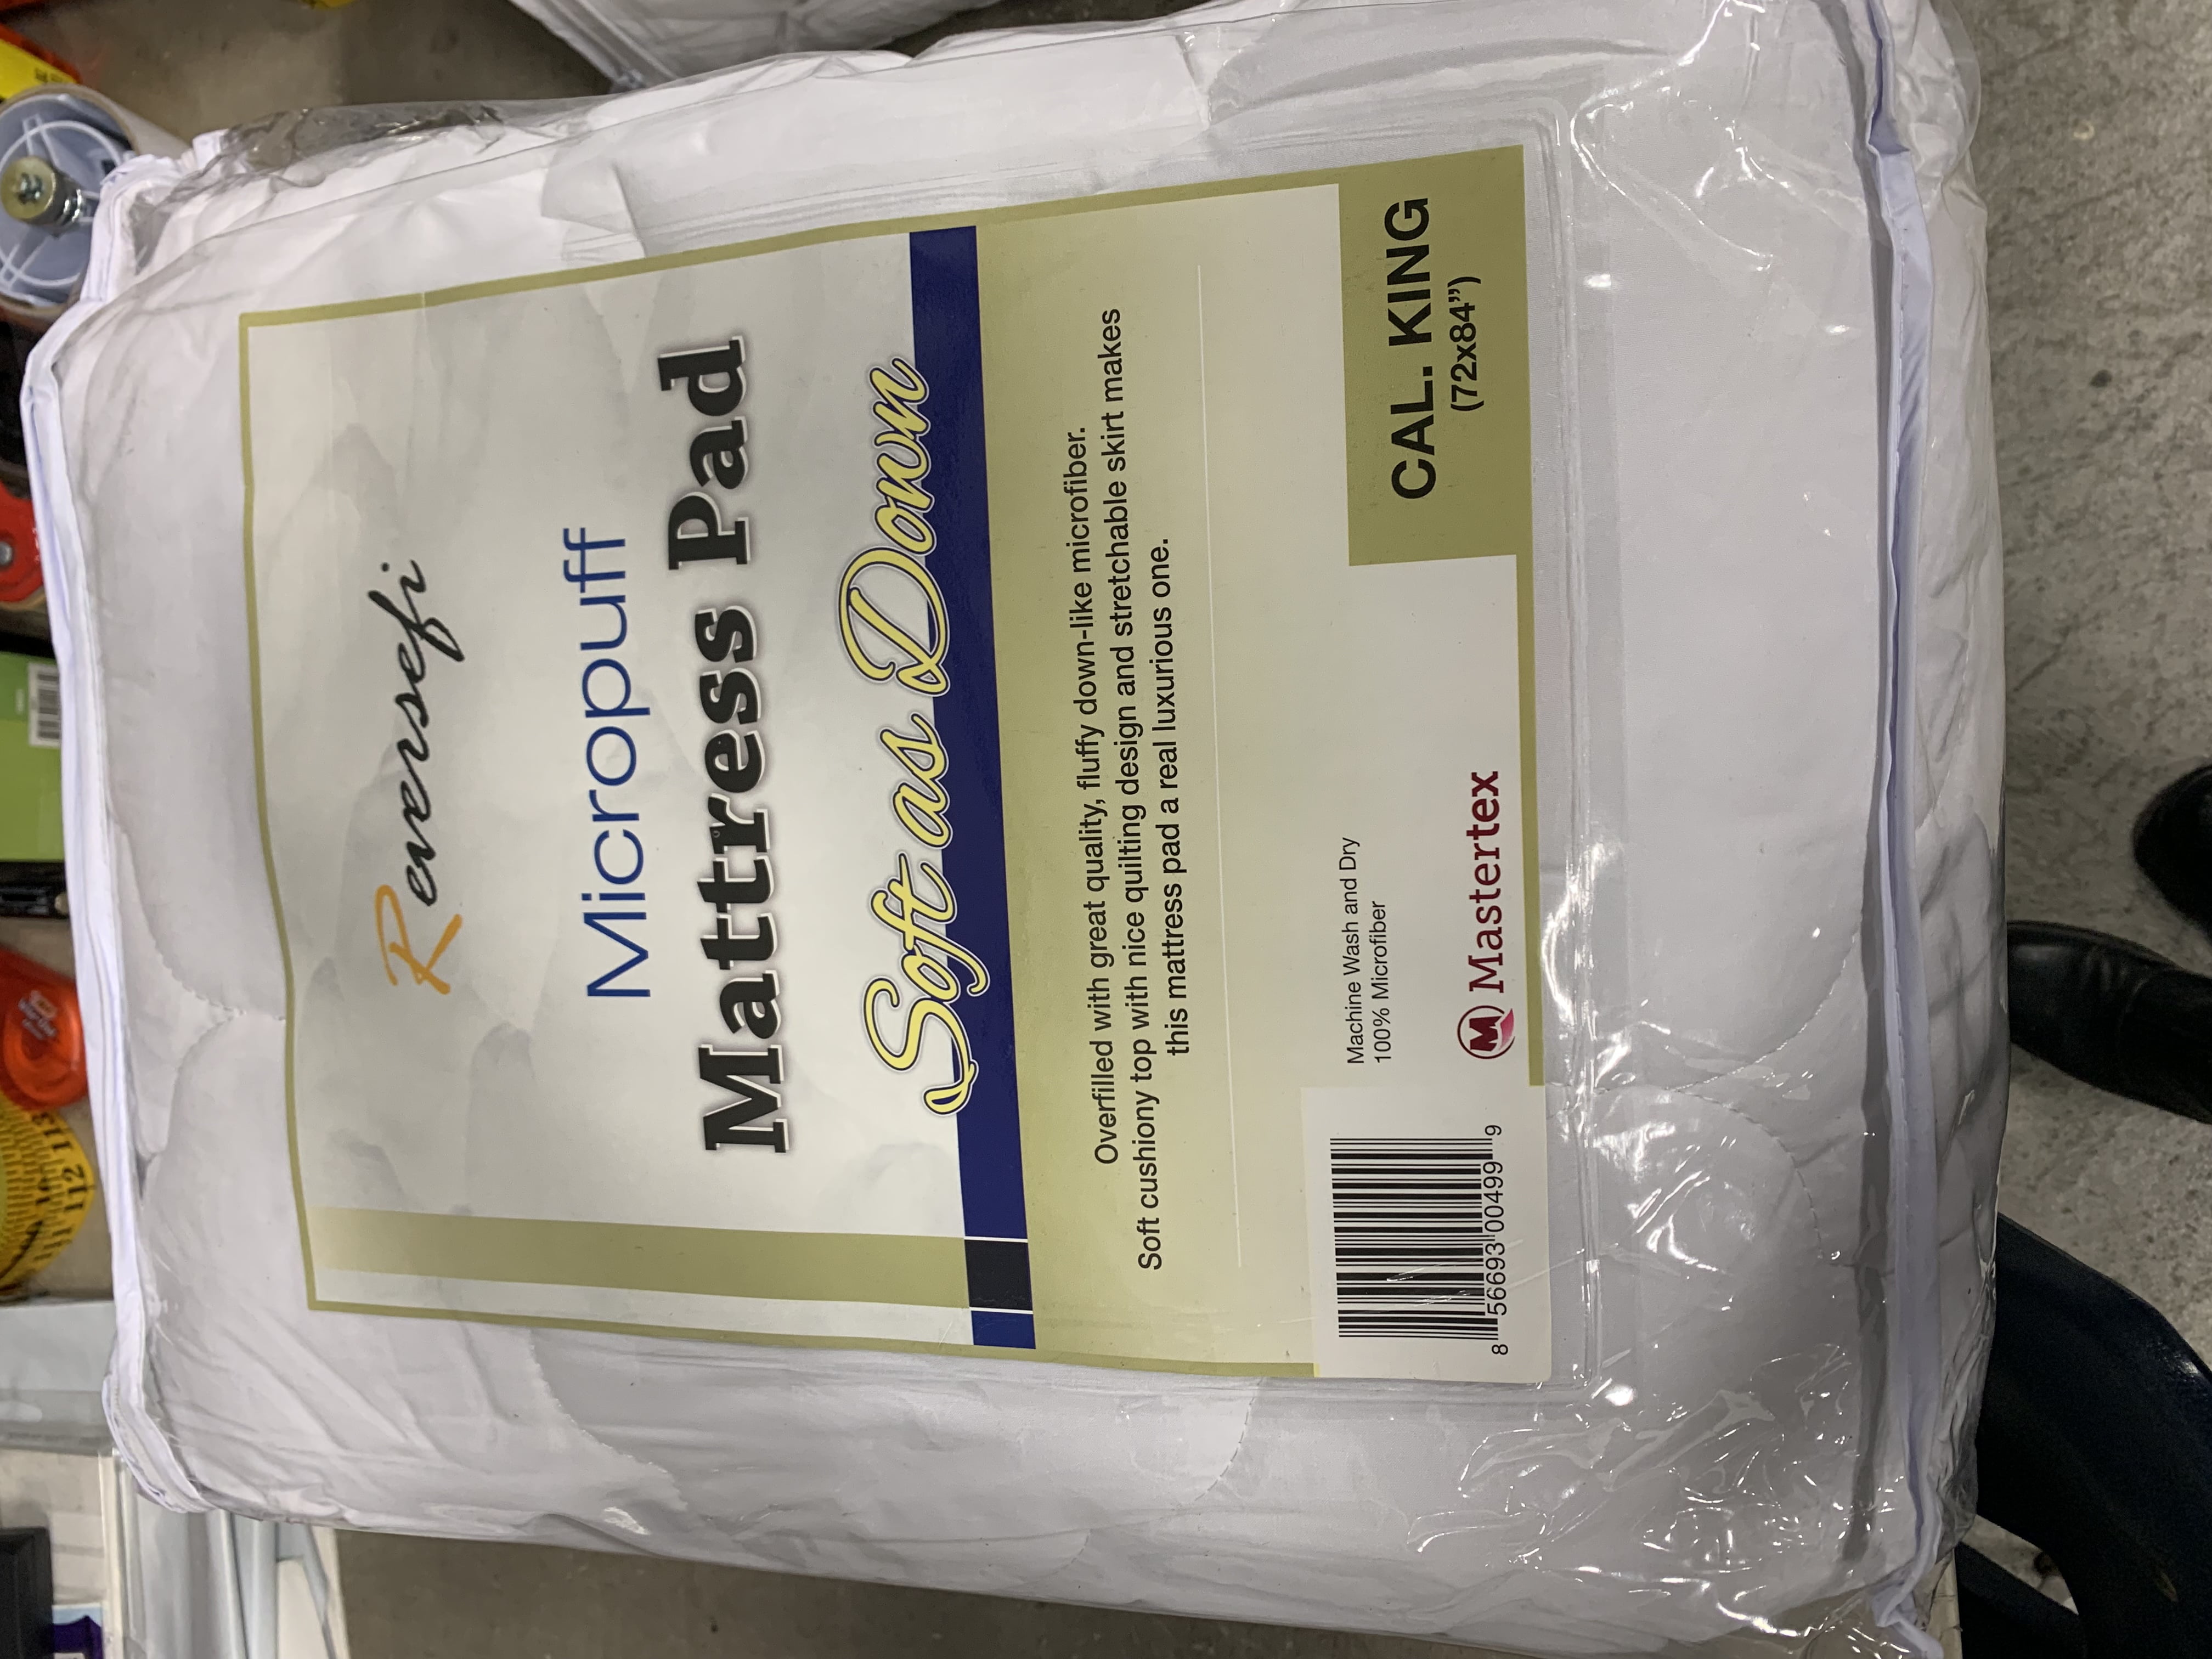 Reversefi
Micropuff
Mattress Pad
Soft as Down
Overfilled with great quality, fluffy down-like microfiber.
Soft cushiony top with nice quilting design and stretchable skirt makes
this mattress pad a real luxurious one.
Machine Wash and Dry
100% Microfiber
CAL. KING
(72x84”)
Mastertex
8 56693 00499 9
112 113